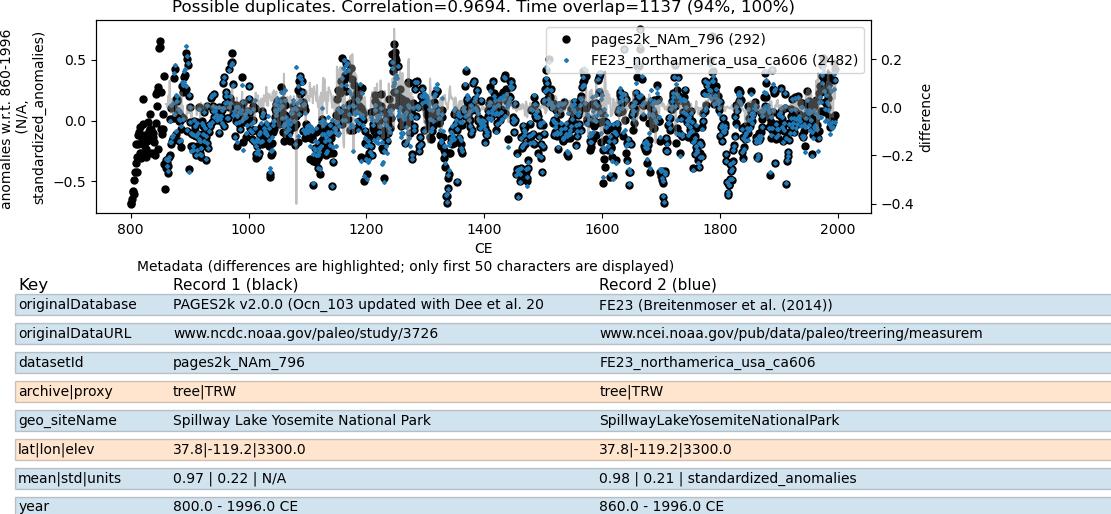 Possible duplicates. Correlation=0.9694. Time overlap=1137 (94%, 100%)
anomalies w.r.t. 860-1996
(N/A,
standardized_anomalies)
0.5
0.0
−0.5
pages2k_NAm_796 (292)
FE23_northamerica_usa_ca606 (2482)
0.2
0.0
−0.2
−0.4
difference
800 1000 1200 1400 1600 1800 2000
CE
Metadata (differences are highlighted; only first 50 characters are displayed)
Key Record 1 (black) Record 2 (blue)
originalDatabase PAGES2k v2.0.0 (Ocn_103 updated with Dee et al. 20 FE23 (Breitenmoser et al. (2014))
originalDataURL www.ncdc.noaa.gov/paleo/study/3726 www.ncei.noaa.gov/pub/data/paleo/treering/measurem
datasetId pages2k_NAm_796 FE23_northamerica_usa_ca606
archive|proxy tree|TRW tree|TRW
geo_siteName Spillway Lake Yosemite National Park SpillwayLakeYosemiteNationalPark
lat|lon|elev 37.8|-119.2|3300.0 37.8|-119.2|3300.0
mean|std|units 0.97 | 0.22 | N/A 0.98 | 0.21 | standardized_anomalies
year 800.0 - 1996.0 CE 860.0 - 1996.0 CE